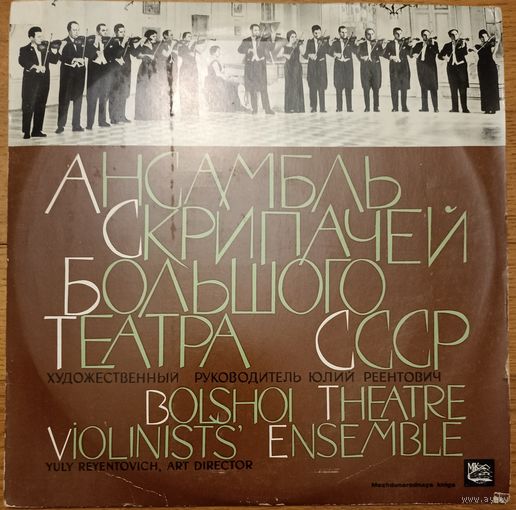 АНСАМБЛЬ
СКРИПАЧЕЙ
БОЛЬШОГО
ТЕАТРА СССР
ХУДОЖЕСТВЕННЫЙ РУКОВОДИТЕЛЬ ЮЛИЙ РЕЕНТОВИЧ
BOLSHOI THEATRE
VIOLINISTS' ENSEMBLE
YULY REYENTOVICH, ART DIRECTOR
MK
Mezhdunarodnaya kniga